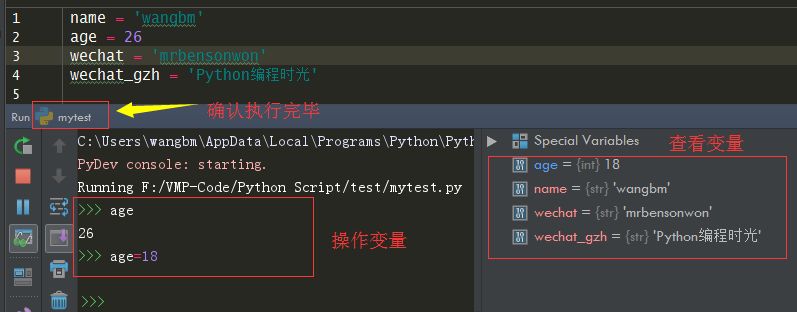 1 name = 'wangbm'
2 age = 26
3 wechat = 'mrbensonwon'
4 wechat_gzh = 'Python编程时光'
5
Run mytest
确认执行完毕
C:\Users\wangbm\AppData\Local\Programs\Python\Pyth
PyDev console: starting.
Running F:/VMP-Code/Python Script/test/mytest.py
>>> age
26
>>> age=18
>>>
操作变量
Special Variables
查看变量
age = {int} 18
name = {str} 'wangbm'
wechat = {str} 'mrbensonwon'
wechat_gzh = {str} 'Python编程时光'